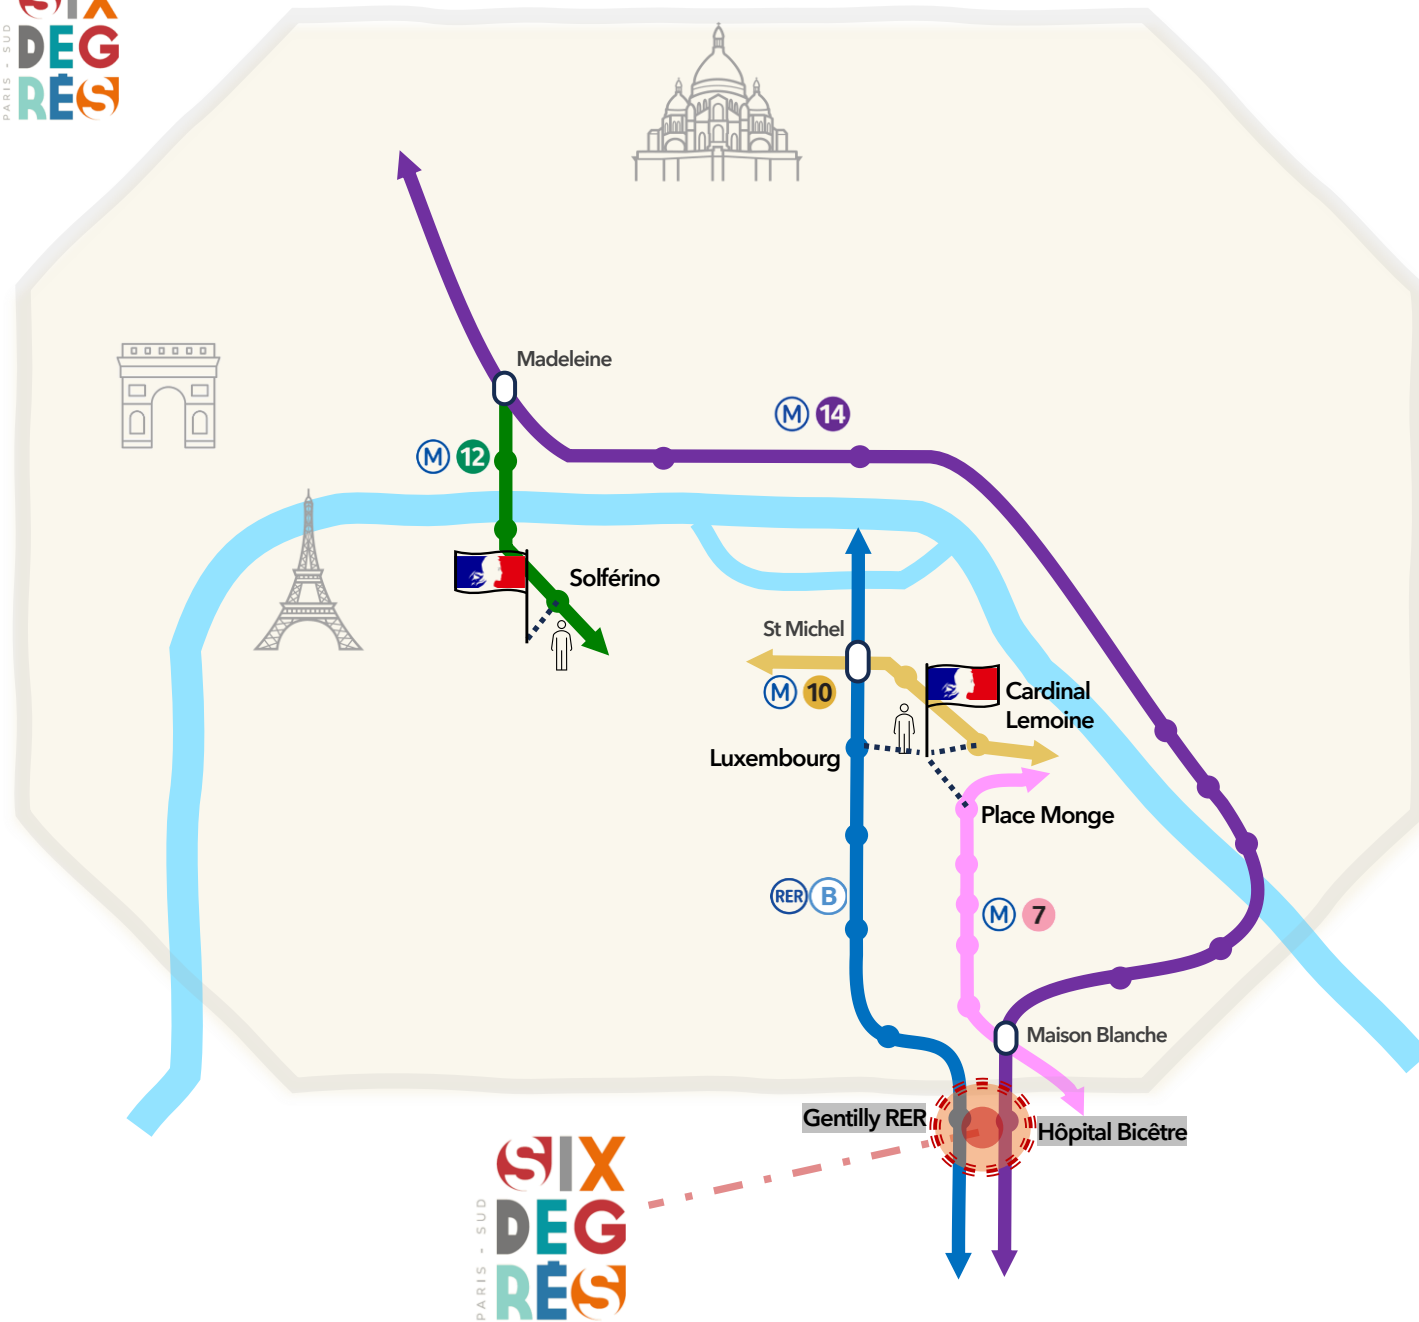 SIX
DEG
RÉS
PARIS - SUD
Madeleine
M 14
M 12
Solférino
St Michel
M 10
Cardinal
Lemoine
Luxembourg
Place Monge
RER B
M 7
Maison Blanche
Gentilly RER
Hôpital Bicêtre
SIX
DEG
RÉS
PARIS - SUD